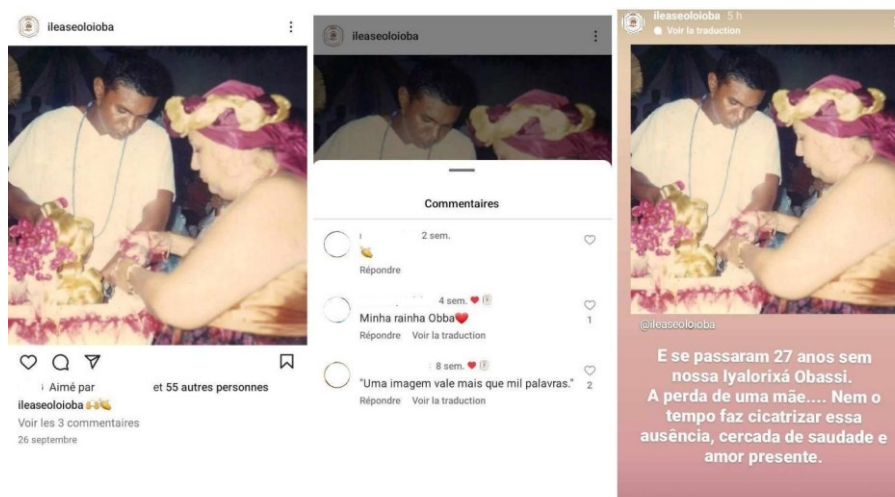 ileaseoloioba
Aimé par et 55 autres personnes
ileaseoloioba 🙌👏
Voir les 3 commentaires
26 septembre
ileaseoloioba
Commentaires
2 sem.
👏
Répondre
4 sem. ❤️
Minha rainha Obba❤️
1
Répondre Voir la traduction
8 sem. ❤️
"Uma imagem vale mais que mil palavras."
2
Répondre Voir la traduction
ileaseoloioba 5 h
Voir la traduction
@ileaseoloioba
E se passaram 27 anos sem
nossa Iyalorixá Obassi.
A perda de uma mãe.... Nem o
tempo faz cicatrizar essa
ausência, cercada de saudade e
amor presente.